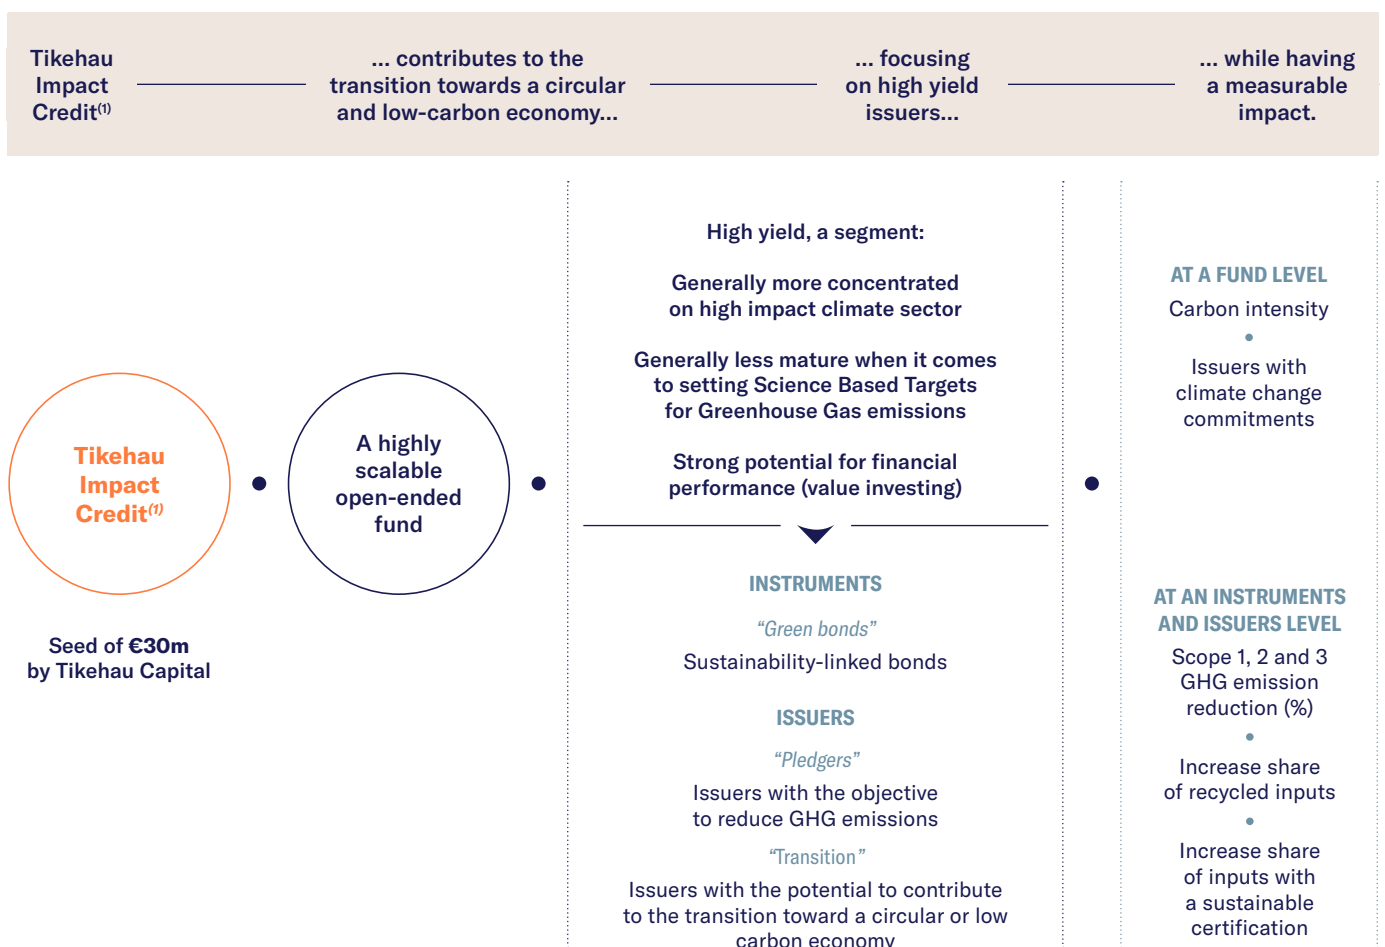 Tikehau
Impact
Credit(1)
... contributes to the
transition towards a circular
and low-carbon economy...
... focusing
on high yield
issuers...
... while having
a measurable
impact.
Tikehau
Impact
Credit(1)
Seed of €30m
by Tikehau Capital
A highly
scalable
open-ended
fund
High yield, a segment:
Generally more concentrated
on high impact climate sector
Generally less mature when it comes
to setting Science Based Targets
for Greenhouse Gas emissions
Strong potential for financial
performance (value investing)
INSTRUMENTS
“Green bonds”
Sustainability-linked bonds
ISSUERS
“Pledgers”
Issuers with the objective
to reduce GHG emissions
“Transition”
Issuers with the potential to contribute
to the transition toward a circular or low
carbon economy
AT A FUND LEVEL
Carbon intensity
Issuers with
climate change
commitments
AT AN INSTRUMENTS
AND ISSUERS LEVEL
Scope 1, 2 and 3
GHG emission
reduction (%)
Increase share
of recycled inputs
Increase share
of inputs with
a sustainable
certification